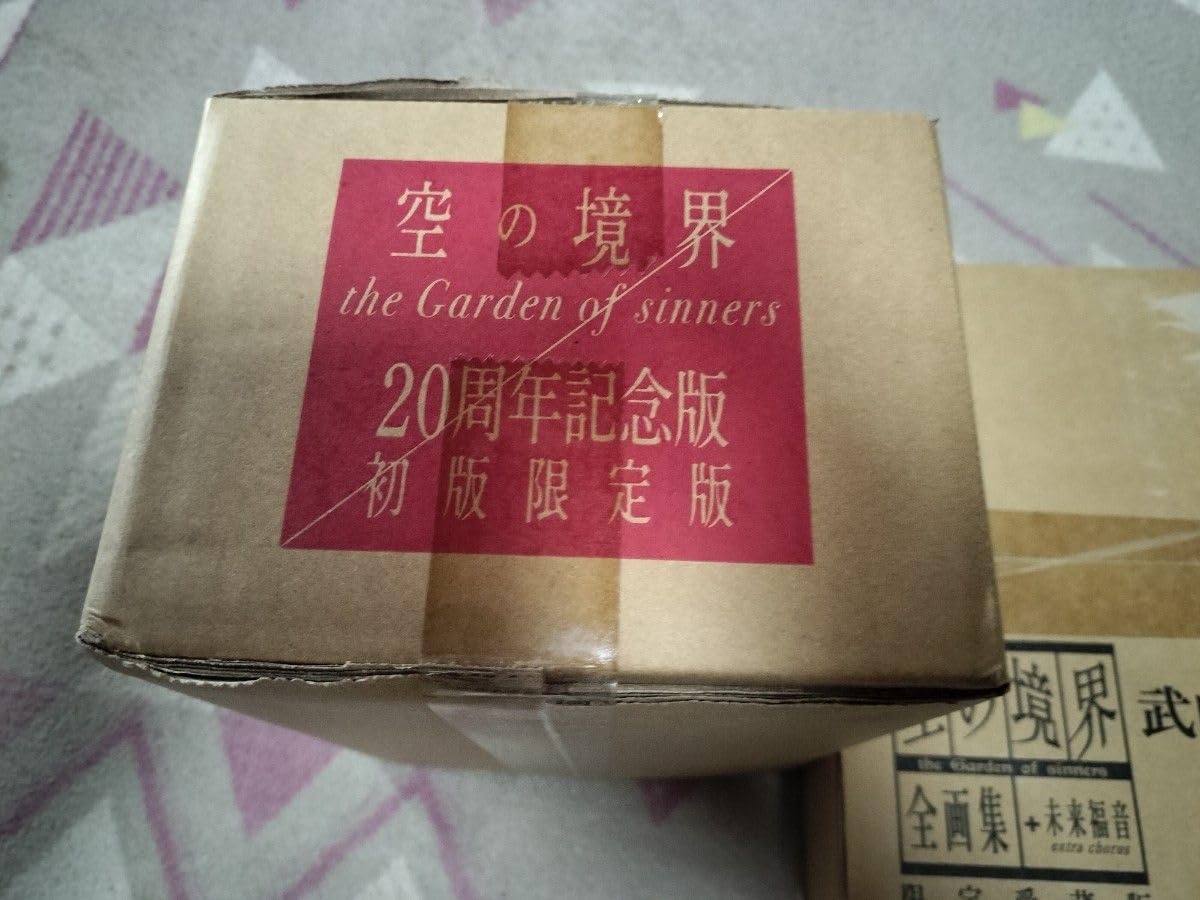 空の境界
the Garden of sinners
20周年記念版
初版限定版
空の境界
武
the Garden of sinners
全画集
+未来福音
extra chorus